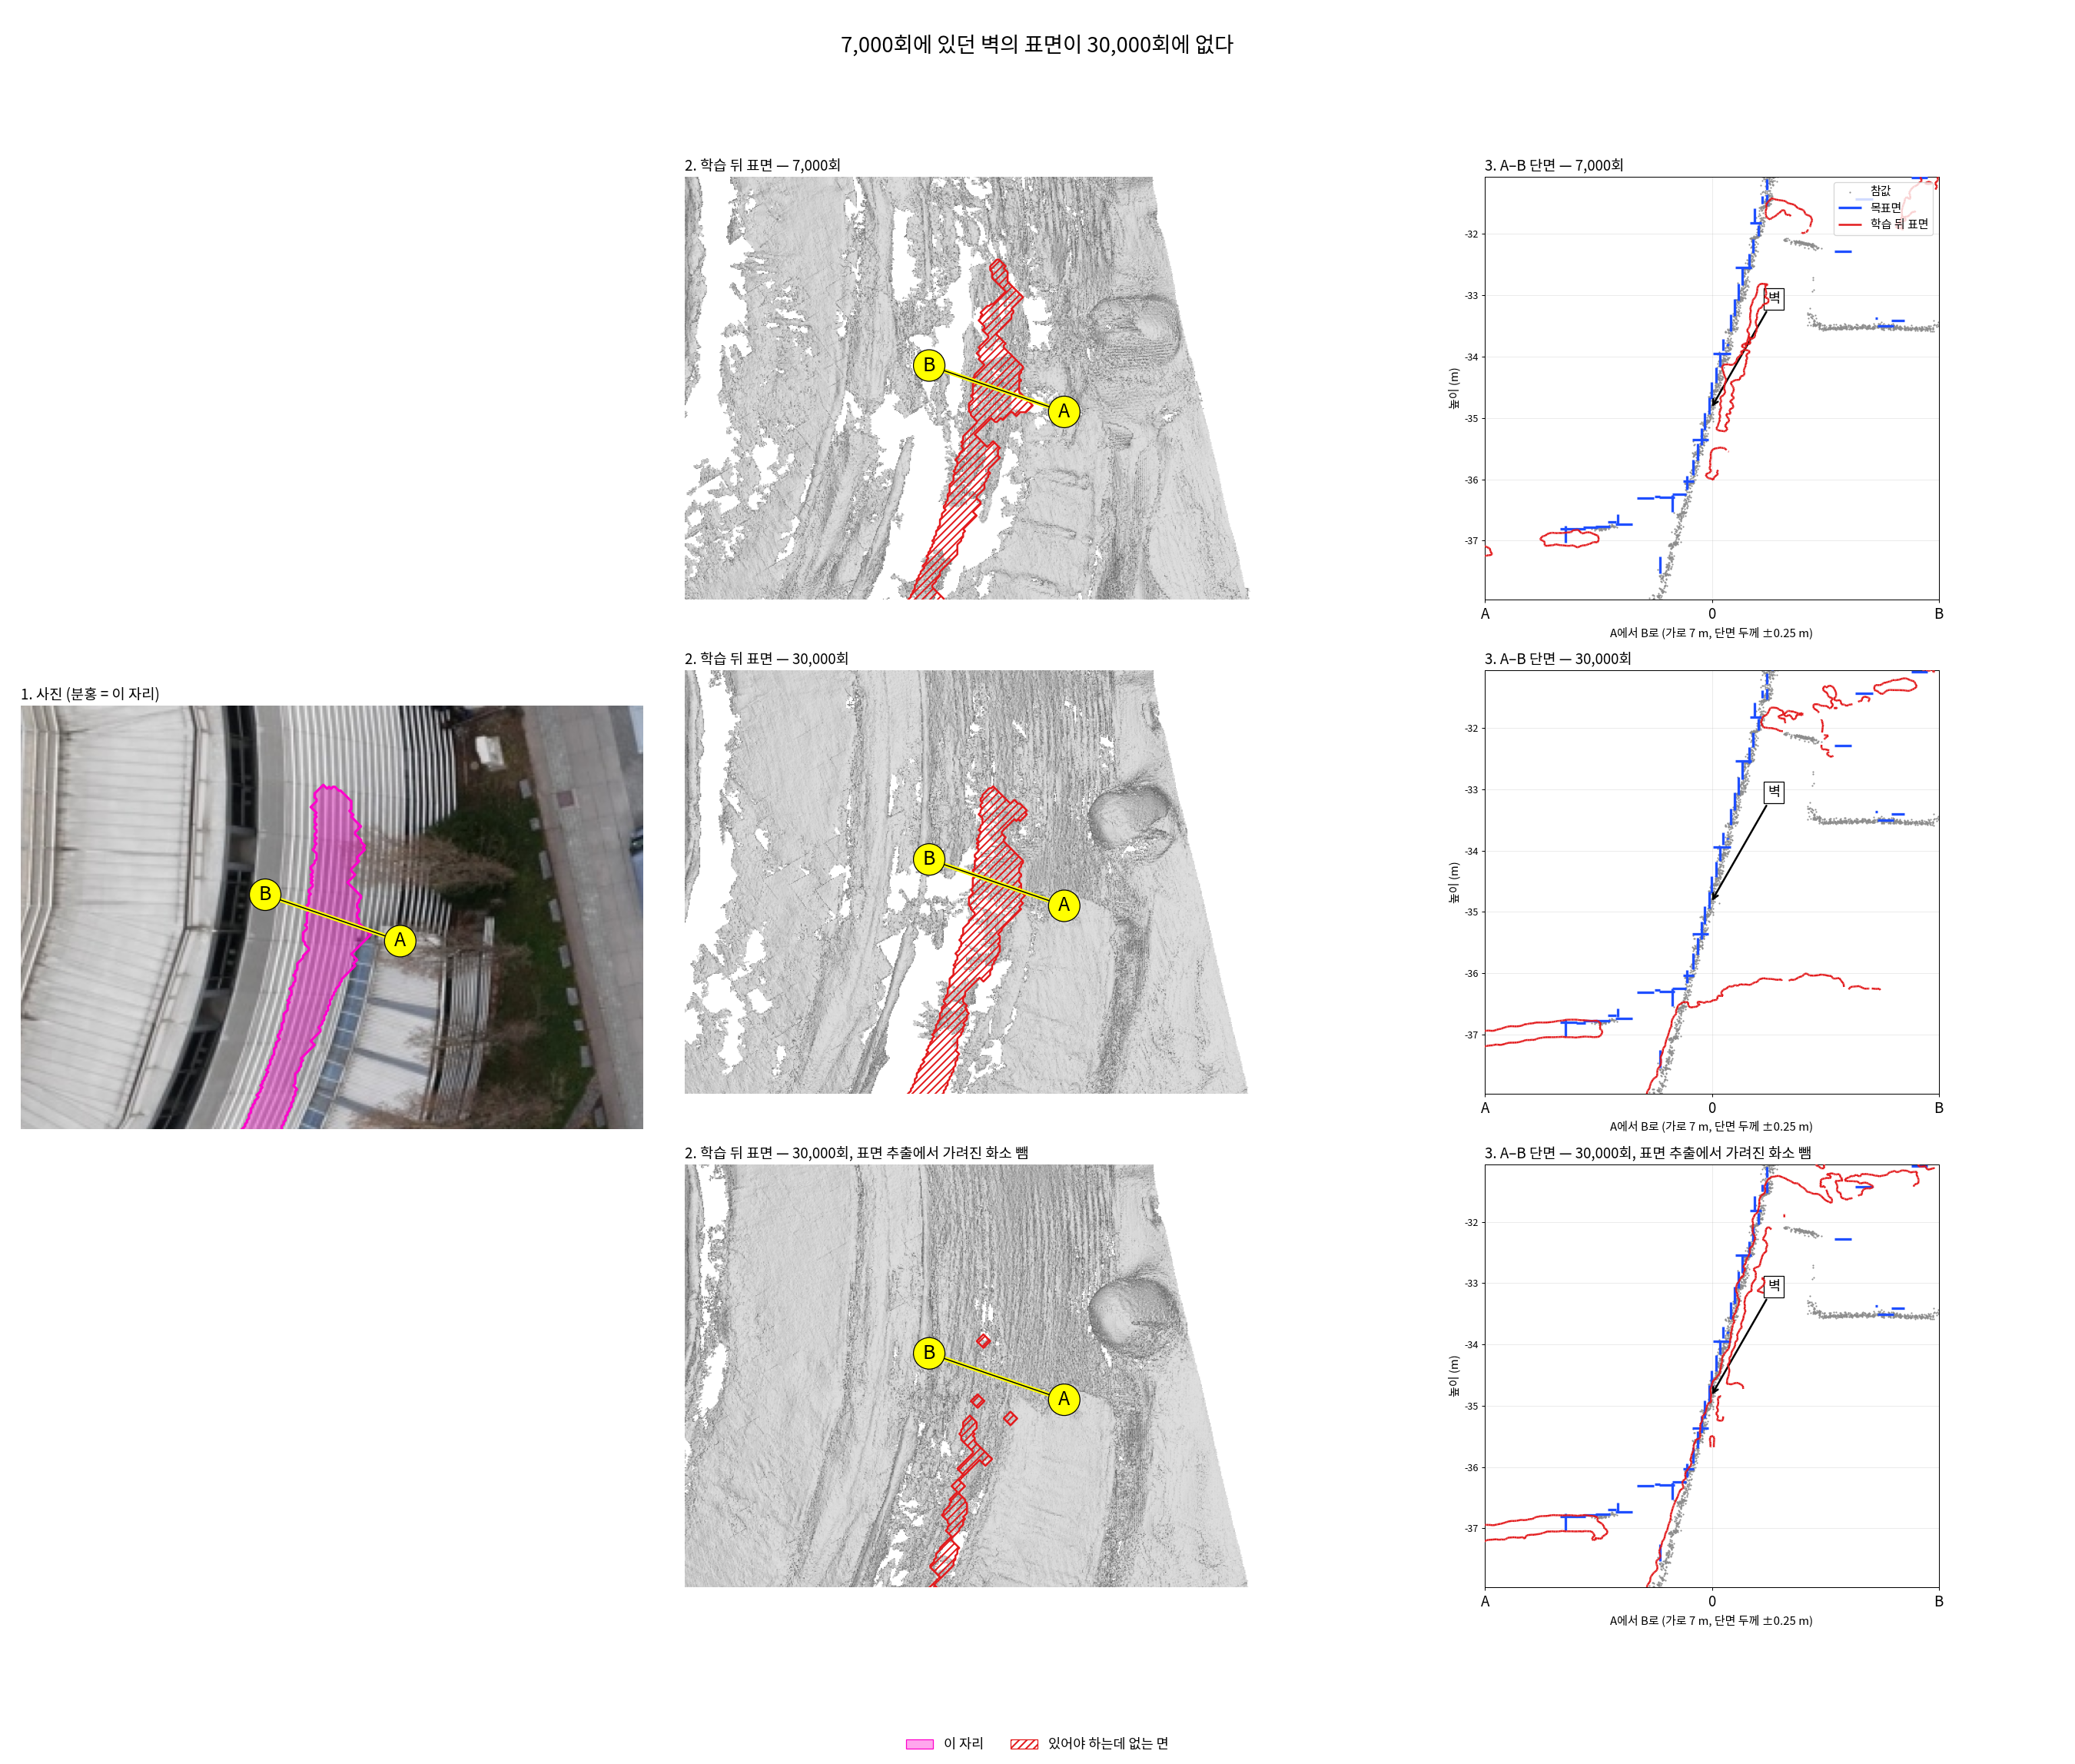 7,000회에 있던 벽의 표면이 30,000회에 없다
2. 학습 뒤 표면 — 7,000회
B
A
3. A–B 단면 — 7,000회
참값
목표면
학습 뒤 표면
벽
높이 (m)
-32
-33
-34
-35
-36
-37
A
0
B
A에서 B로 (가로 7 m, 단면 두께 ±0.25 m)
1. 사진 (분홍 = 이 자리)
B
A
2. 학습 뒤 표면 — 30,000회
B
A
3. A–B 단면 — 30,000회
벽
높이 (m)
-32
-33
-34
-35
-36
-37
A
0
B
A에서 B로 (가로 7 m, 단면 두께 ±0.25 m)
2. 학습 뒤 표면 — 30,000회, 표면 추출에서 가려진 화소 뺌
B
A
3. A–B 단면 — 30,000회, 표면 추출에서 가려진 화소 뺌
벽
높이 (m)
-32
-33
-34
-35
-36
-37
A
0
B
A에서 B로 (가로 7 m, 단면 두께 ±0.25 m)
이 자리
있어야 하는데 없는 면